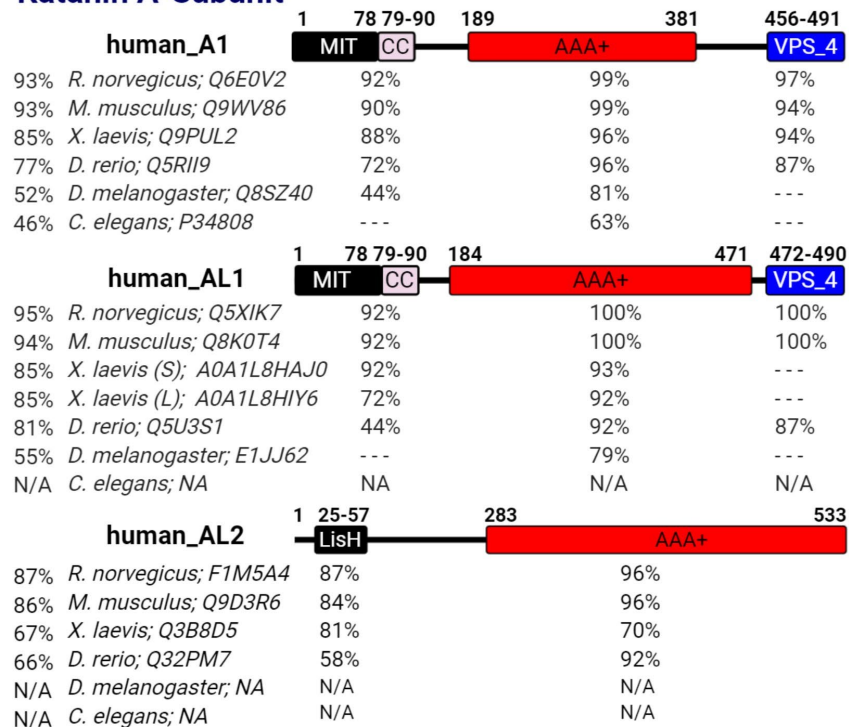 Katanin A-Subunit
1 78 79-90 189 381 456-491
human_A1 MIT CC AAA+ VPS_4
93% R. norvegicus; Q6E0V2 92% 99% 97%
93% M. musculus; Q9WV86 90% 99% 94%
85% X. laevis; Q9PUL2 88% 96% 94%
77% D. rerio; Q5RII9 72% 96% 87%
52% D. melanogaster; Q8SZ40 44% 81% ---
46% C. elegans; P34808 --- 63% ---
1 78 79-90 184 471 472-490
human_AL1 MIT CC AAA+ VPS_4
95% R. norvegicus; Q5XIK7 92% 100% 100%
94% M. musculus; Q8K0T4 92% 100% 100%
85% X. laevis (S); A0A1L8HAJ0 92% 93% ---
85% X. laevis (L); A0A1L8HIY6 72% 92% ---
81% D. rerio; Q5U3S1 44% 92% 87%
55% D. melanogaster; E1JJ62 --- 79% ---
N/A C. elegans; NA NA N/A N/A
1 25-57 283 533
human_AL2 LisH AAA+
87% R. norvegicus; F1M5A4 87% 96%
86% M. musculus; Q9D3R6 84% 96%
67% X. laevis; Q3B8D5 81% 70%
66% D. rerio; Q32PM7 58% 92%
N/A D. melanogaster; NA N/A N/A
N/A C. elegans; NA N/A N/A